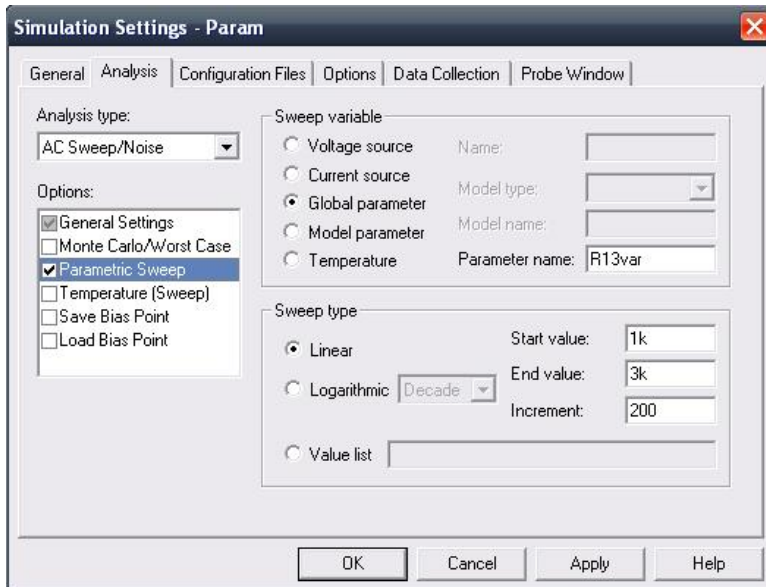 Simulation Settings - Param
General Analysis Configuration Files Options Data Collection Probe Window
Analysis type:
AC Sweep/Noise
Options:
General Settings
Monte Carlo/Worst Case
Parametric Sweep
Temperature (Sweep)
Save Bias Point
Load Bias Point
Sweep variable
Voltage source
Current source
Global parameter
Model parameter
Temperature
Name:
Model type:
Model name:
Parameter name: R13var
Sweep type
Linear
Logarithmic Decade
Value list
Start value: 1k
End value: 3k
Increment: 200
OK Cancel Apply Help